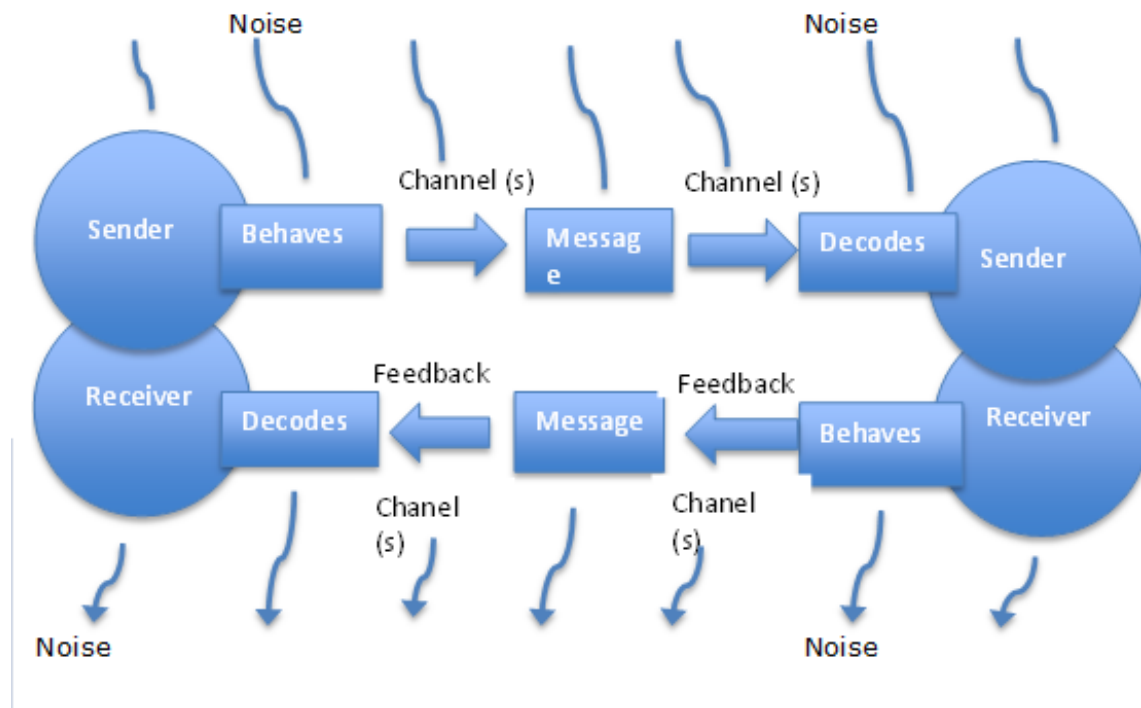 Noise
Noise
Channel (s)
Channel (s)
Sender
Behaves
Messag
e
Decodes
Sender
Feedback
Feedback
Receiver
Decodes
Message
Behaves
Receiver
Chanel
(s)
Chanel
(s)
Noise
Noise